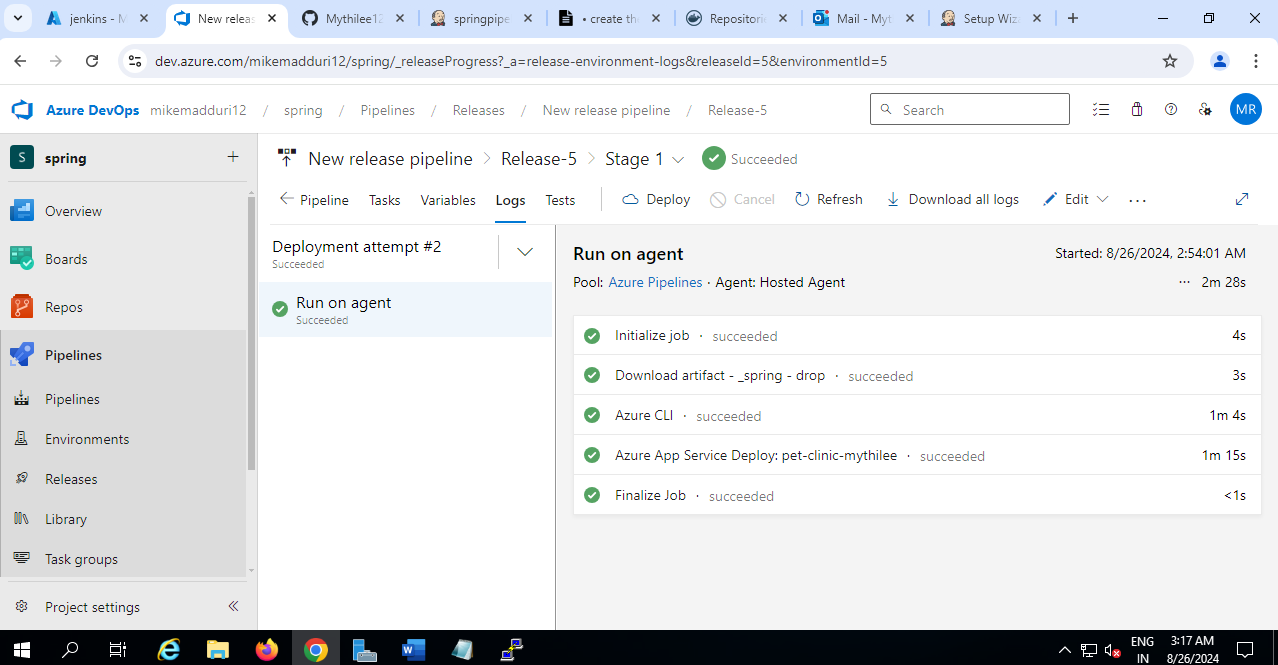 jenkins - M
New releas
Mythilee12
springpipe
• create the
Repositorie
Mail - Myt
Setup Wiza
dev.azure.com/mikemadduri12/spring/_releaseProgress?_a=release-environment-logs&releaseId=5&environmentId=5
Azure DevOps mikemadduri12 / spring / Pipelines / Releases / New release pipeline / Release-5
Search
MR
S spring
Overview
Boards
Repos
Pipelines
Pipelines
Environments
Releases
Library
Task groups
Project settings
New release pipeline > Release-5 > Stage 1 Succeeded
Pipeline Tasks Variables Logs Tests Deploy Cancel Refresh Download all logs Edit ...
Deployment attempt #2
Succeeded
Run on agent
Succeeded
Run on agent
Started: 8/26/2024, 2:54:01 AM
Pool: Azure Pipelines · Agent: Hosted Agent
... 2m 28s
Initialize job · succeeded 4s
Download artifact - _spring - drop · succeeded 3s
Azure CLI · succeeded 1m 4s
Azure App Service Deploy: pet-clinic-mythilee · succeeded 1m 15s
Finalize Job · succeeded <1s
ENG
IN
3:17 AM
8/26/2024